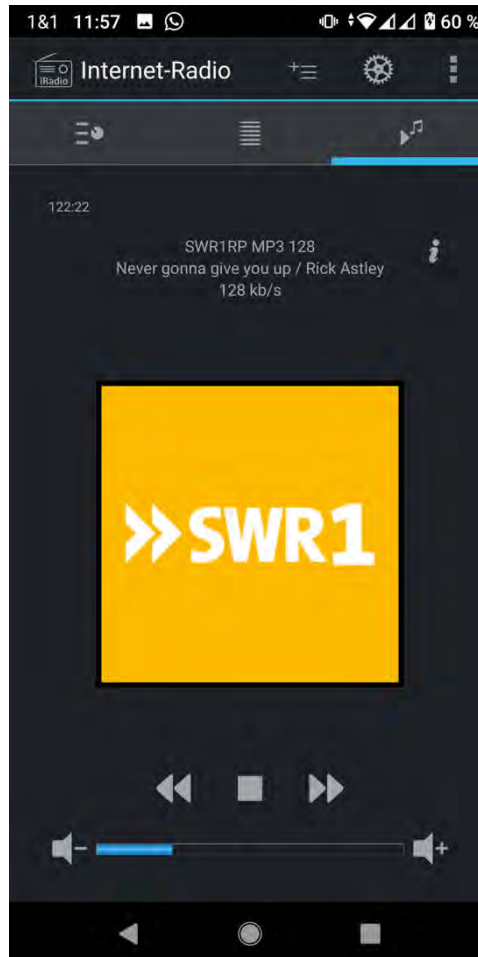 1&1 11:57 60 %
iRadio Internet-Radio
122:22
SWR1RP MP3 128
Never gonna give you up / Rick Astley
128 kb/s
SWR1